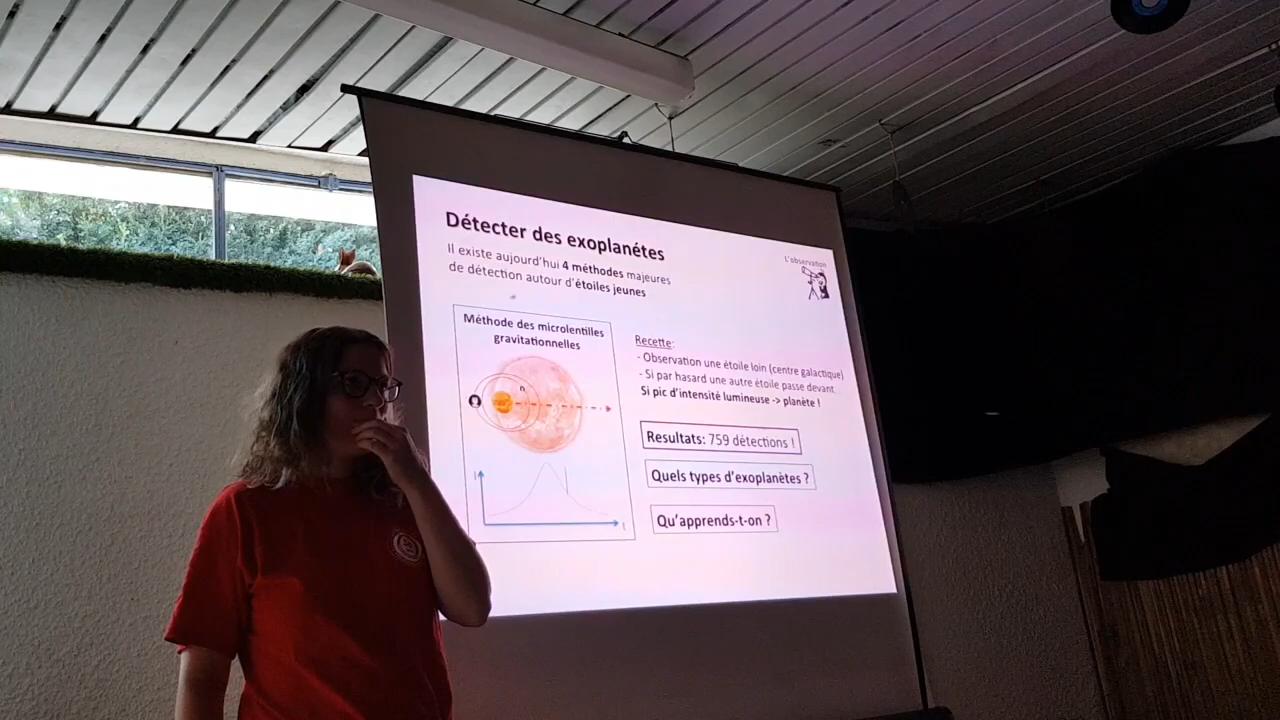 Détecter des exoplanétes
Il existe aujourd'hui 4 méthodes majeures
de détection autour d'étoiles jeunes
L'observation
Méthode des microlentilles
gravitationnelles
Recette:
- Observation une étoile loin (centre galactique)
- Si par hasard une autre étoile passe devant
Si pic d'intensité lumineuse -> planète !
Resultats: 759 détections !
Quels types d'exoplanètes ?
Qu'apprends-t-on ?
I
t